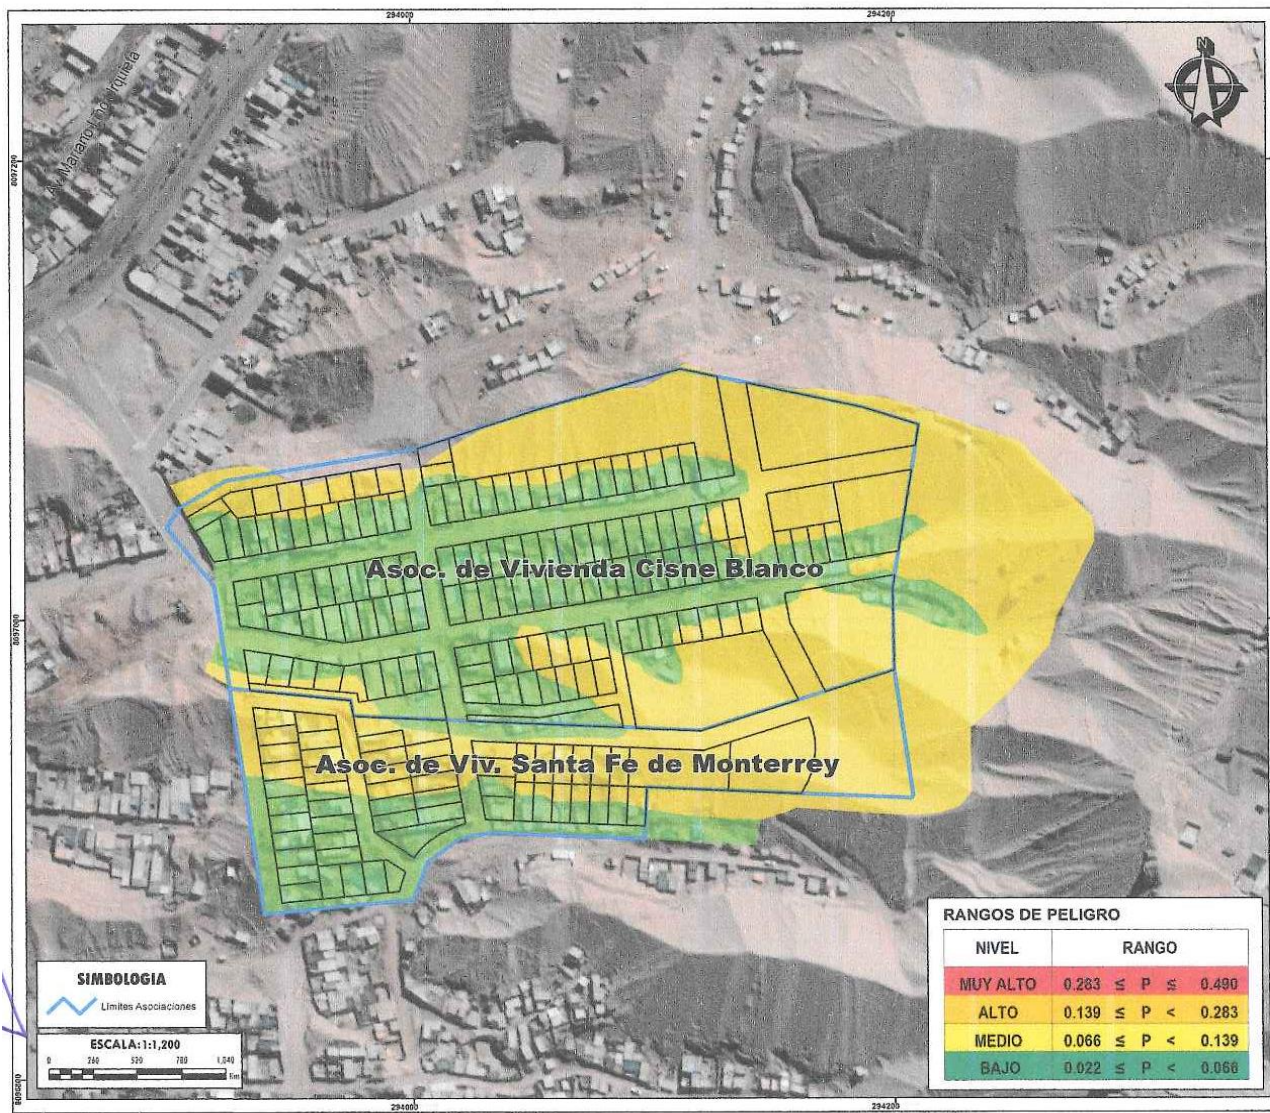 294000
294200
N
Av. Mariano Lino Urquieta
8097200
8097000
Asoc. de Vivienda Cisne Blanco
Asoc. de Viv. Santa Fe de Monterrey
RANGOS DE PELIGRO
NIVEL RANGO
MUY ALTO 0.283 ≤ P ≤ 0.490
ALTO 0.139 ≤ P < 0.283
MEDIO 0.066 ≤ P < 0.139
BAJO 0.022 ≤ P < 0.066
SIMBOLOGIA
Límites Asociaciones
ESCALA: 1:1,200
0 260 520 780 1,040
Km
8096800
294000
294200